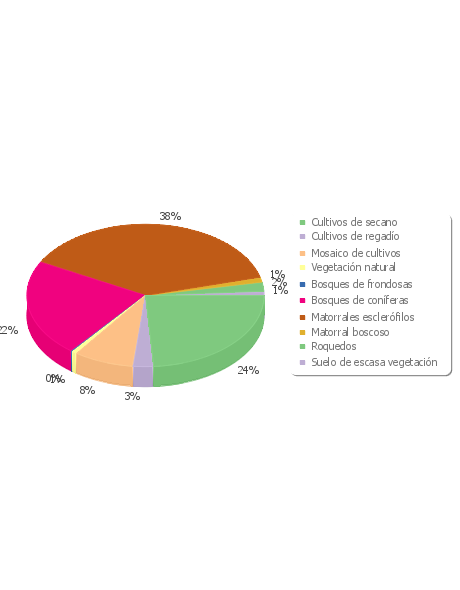 38%
Cultivos de secano
Cultivos de regadío
Mosaico de cultivos
Vegetación natural
Bosques de frondosas
Bosques de coníferas
Matorrales esclerófilos
Matorral boscoso
Roquedos
Suelo de escasa vegetación
1%
2%
1%
22%
24%
0%
1%
8%
3%